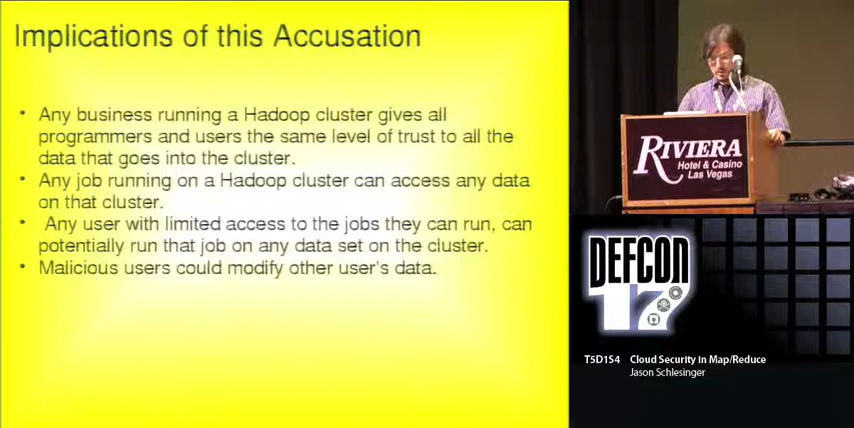 Implications of this Accusation
• Any business running a Hadoop cluster gives all
programmers and users the same level of trust to all the
data that goes into the cluster.
• Any job running on a Hadoop cluster can access any data
on that cluster.
• Any user with limited access to the jobs they can run, can
potentially run that job on any data set on the cluster.
• Malicious users could modify other user's data.
RIVIERA
Hotel & Casino
Las Vegas
DEFCON
17
T5D1S4 Cloud Security in Map/Reduce
Jason Schlesinger